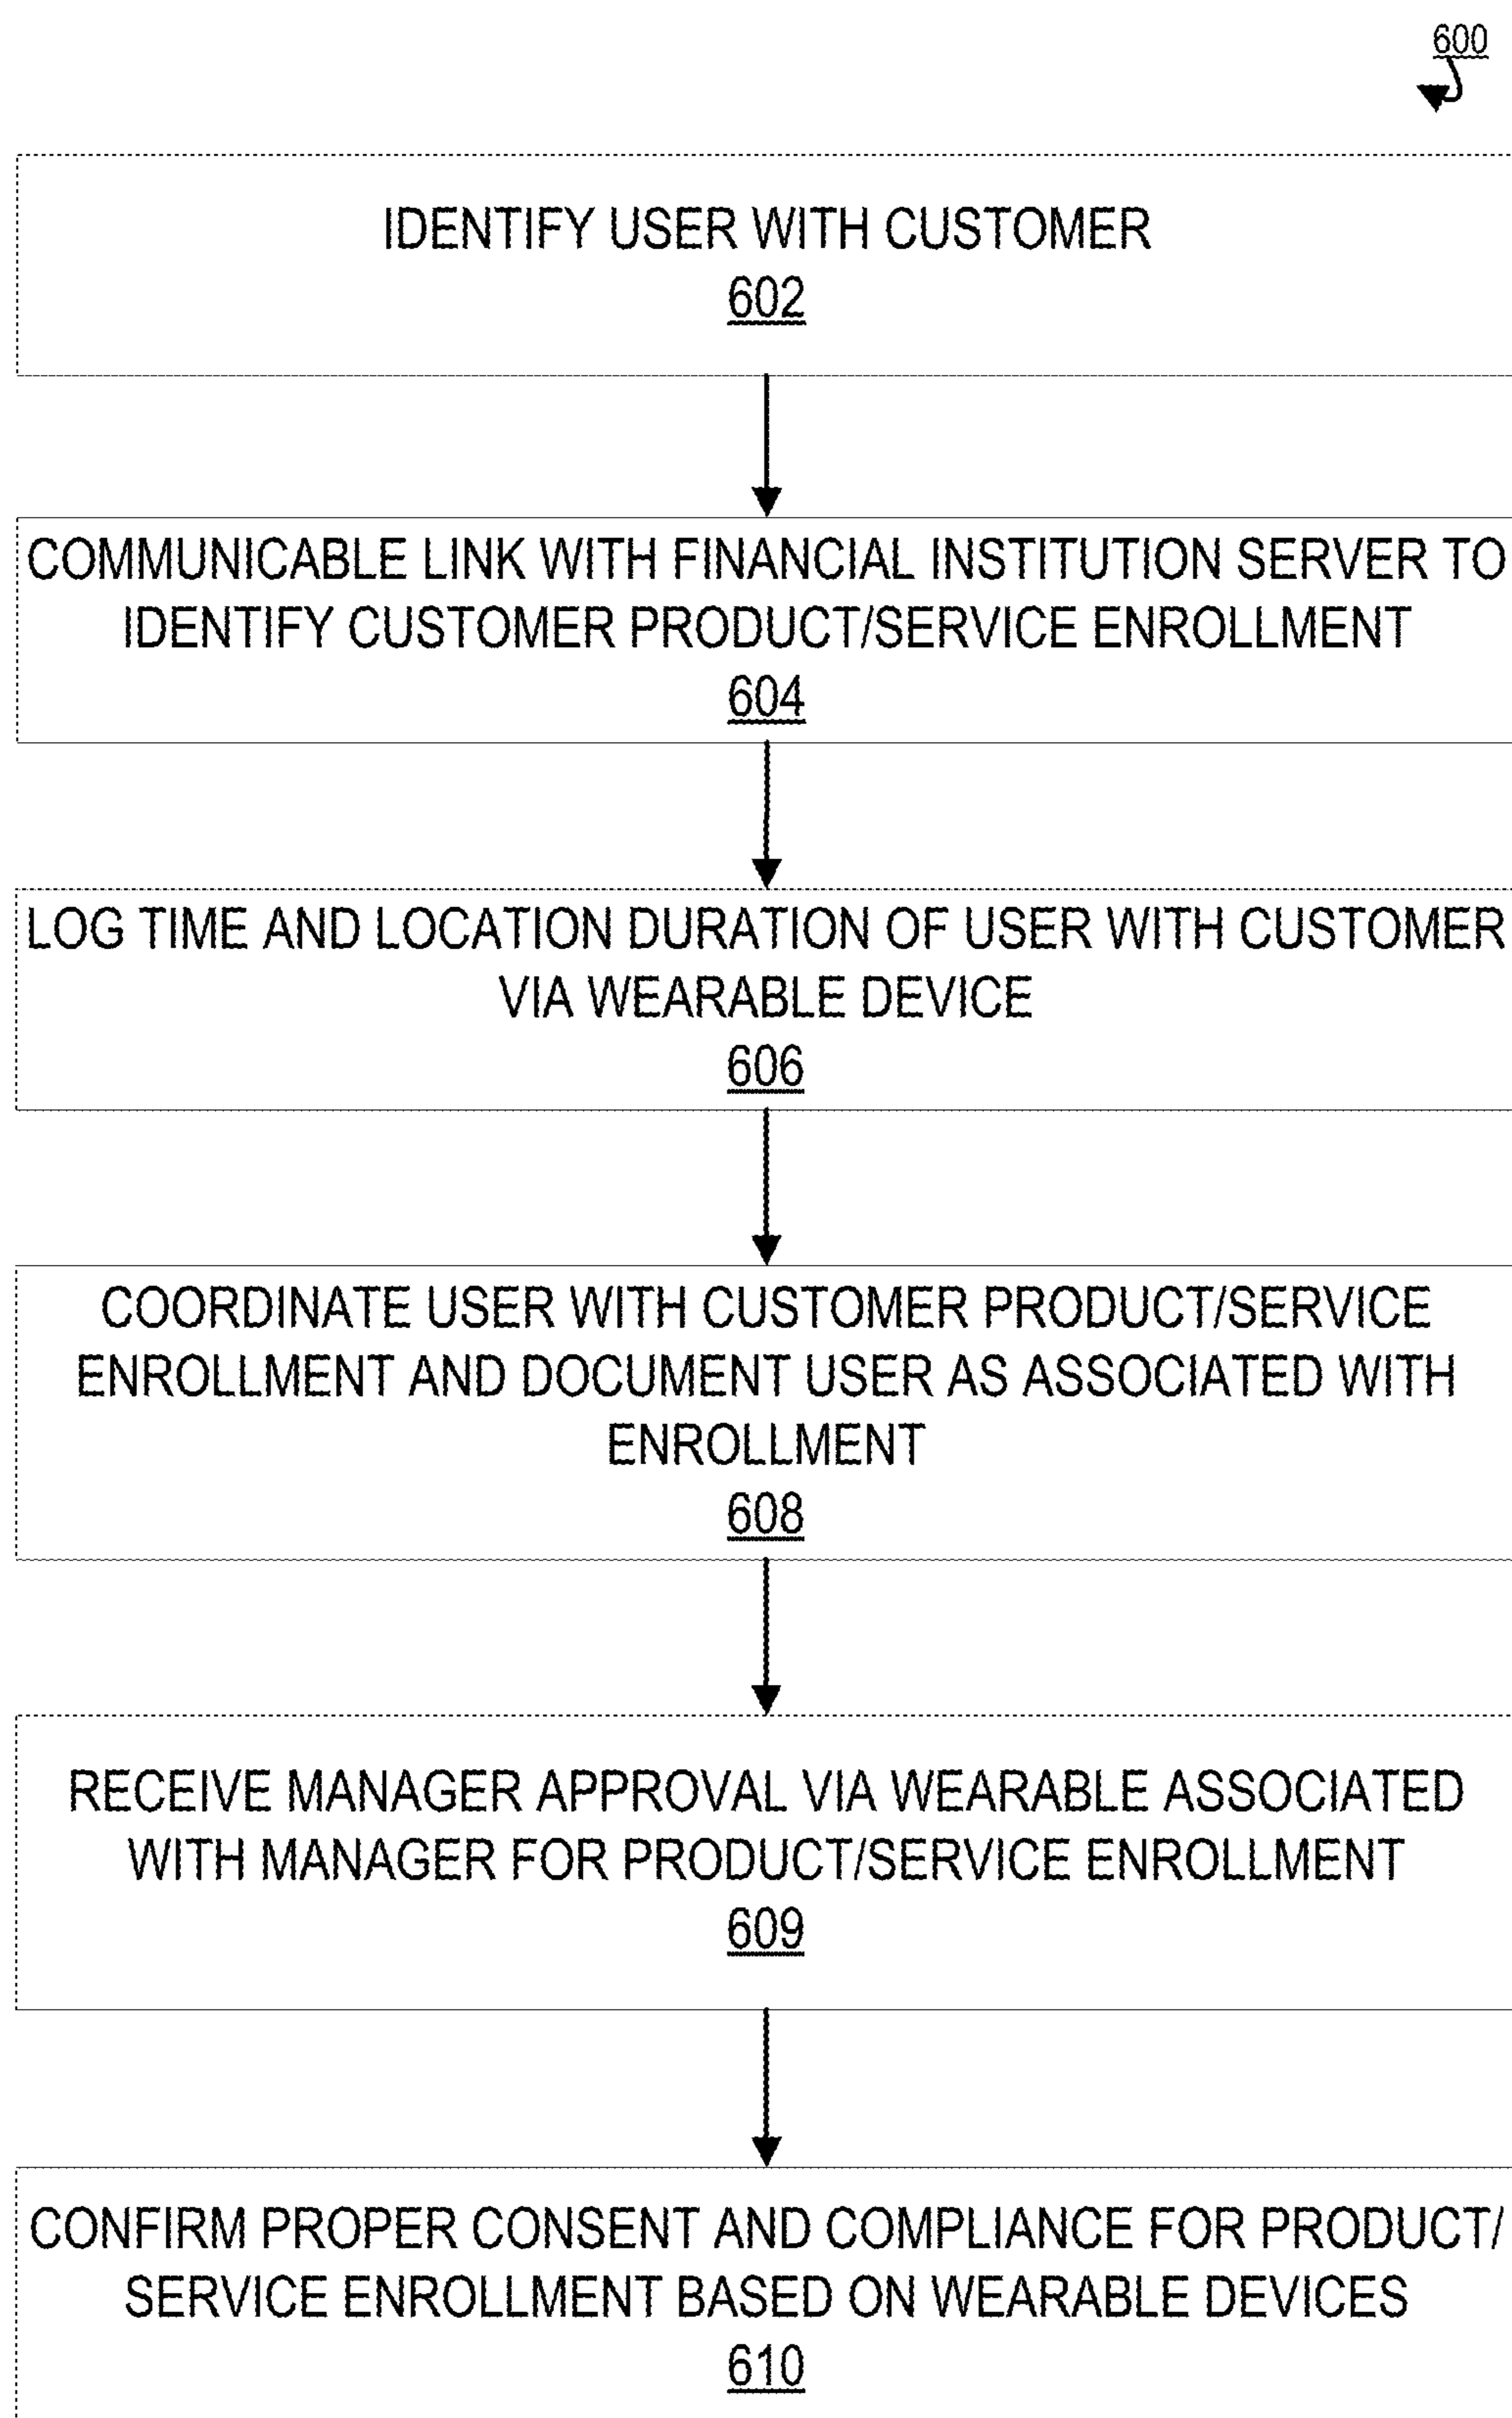 600
IDENTIFY USER WITH CUSTOMER
602
COMMUNICABLE LINK WITH FINANCIAL INSTITUTION SERVER TO
IDENTIFY CUSTOMER PRODUCT/SERVICE ENROLLMENT
604
LOG TIME AND LOCATION DURATION OF USER WITH CUSTOMER
VIA WEARABLE DEVICE
606
COORDINATE USER WITH CUSTOMER PRODUCT/SERVICE
ENROLLMENT AND DOCUMENT USER AS ASSOCIATED WITH
ENROLLMENT
608
RECEIVE MANAGER APPROVAL VIA WEARABLE ASSOCIATED
WITH MANAGER FOR PRODUCT/SERVICE ENROLLMENT
609
CONFIRM PROPER CONSENT AND COMPLIANCE FOR PRODUCT/
SERVICE ENROLLMENT BASED ON WEARABLE DEVICES
610